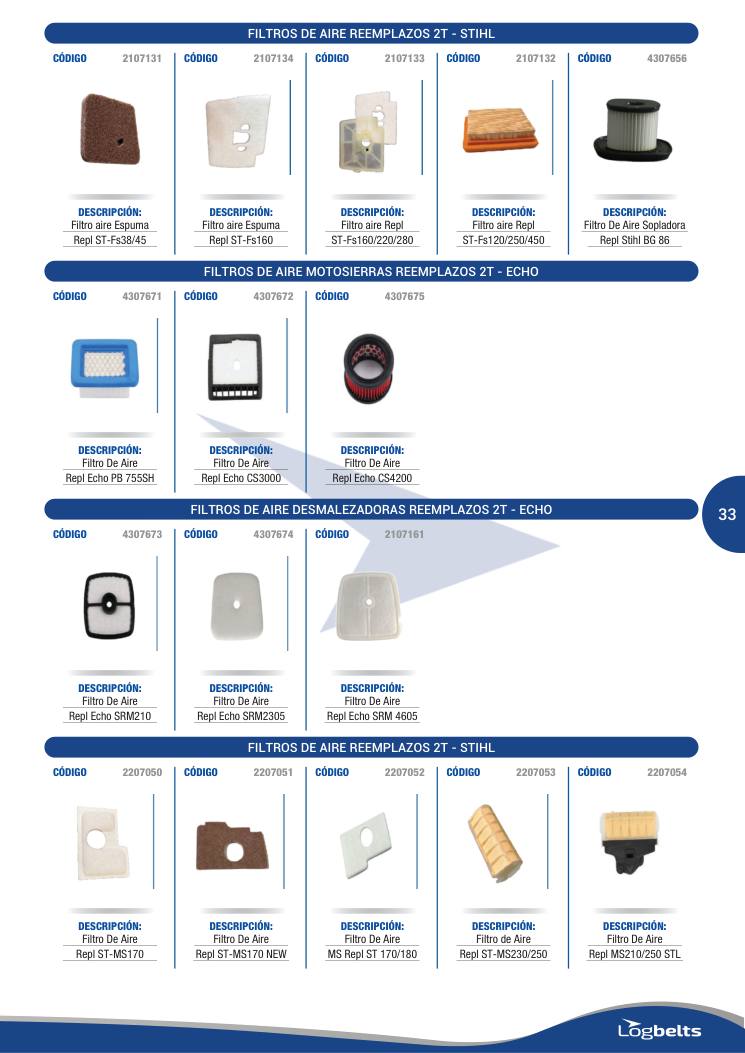 FILTROS DE AIRE REEMPLAZOS 2T - STIHL
CÓDIGO 2107131
DESCRIPCIÓN:
Filtro aire Espuma
Repl ST-Fs38/45
CÓDIGO 2107134
DESCRIPCIÓN:
Filtro aire Espuma
Repl ST-Fs160
CÓDIGO 2107133
DESCRIPCIÓN:
Filtro aire Repl
ST-Fs160/220/280
CÓDIGO 2107132
DESCRIPCIÓN:
Filtro aire Repl
ST-Fs120/250/450
CÓDIGO 4307656
DESCRIPCIÓN:
Filtro De Aire Sopladora
Repl Stihl BG 86
FILTROS DE AIRE MOTOSIERRAS REEMPLAZOS 2T - ECHO
CÓDIGO 4307671
DESCRIPCIÓN:
Filtro De Aire
Repl Echo PB 755SH
CÓDIGO 4307672
DESCRIPCIÓN:
Filtro De Aire
Repl Echo CS3000
CÓDIGO 4307675
DESCRIPCIÓN:
Filtro De Aire
Repl Echo CS4200
FILTROS DE AIRE DESMALEZADORAS REEMPLAZOS 2T - ECHO
33
CÓDIGO 4307673
DESCRIPCIÓN:
Filtro De Aire
Repl Echo SRM210
CÓDIGO 4307674
DESCRIPCIÓN:
Filtro De Aire
Repl Echo SRM2305
CÓDIGO 2107161
DESCRIPCIÓN:
Filtro De Aire
Repl Echo SRM 4605
FILTROS DE AIRE REEMPLAZOS 2T - STIHL
CÓDIGO 2207050
DESCRIPCIÓN:
Filtro De Aire
Repl ST-MS170
CÓDIGO 2207051
DESCRIPCIÓN:
Filtro De Aire
Repl ST-MS170 NEW
CÓDIGO 2207052
DESCRIPCIÓN:
Filtro De Aire
MS Repl ST 170/180
CÓDIGO 2207053
DESCRIPCIÓN:
Filtro de Aire
Repl ST-MS230/250
CÓDIGO 2207054
DESCRIPCIÓN:
Filtro De Aire
Repl MS210/250 STL
Logbelts